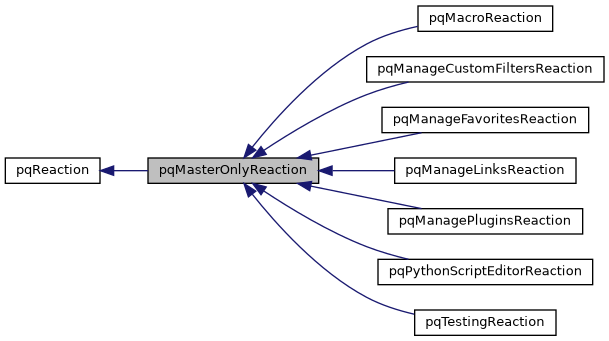 pqMacroReaction
pqManageCustomFiltersReaction
pqManageFavoritesReaction
pqReaction
pqMasterOnlyReaction
pqManageLinksReaction
pqManagePluginsReaction
pqPythonScriptEditorReaction
pqTestingReaction